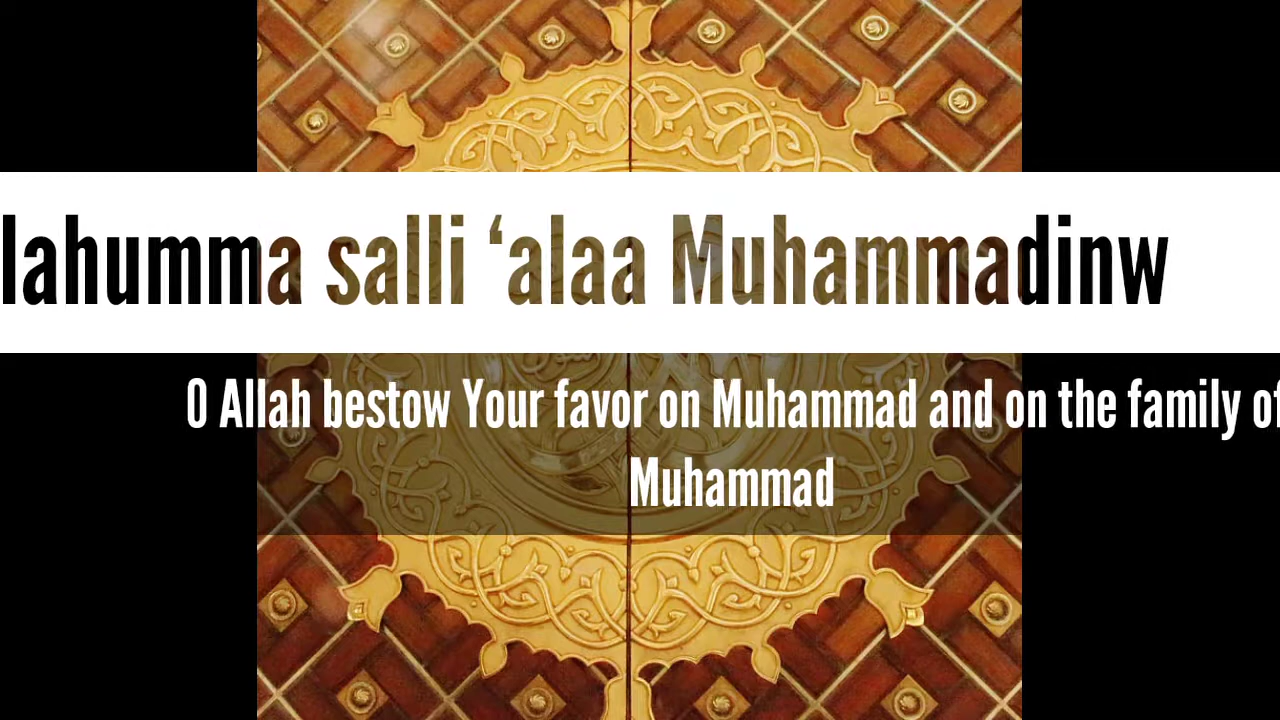 lahumma salli ‘alaa Muhammadinw
O Allah bestow Your favor on Muhammad and on the family of
Muhammad